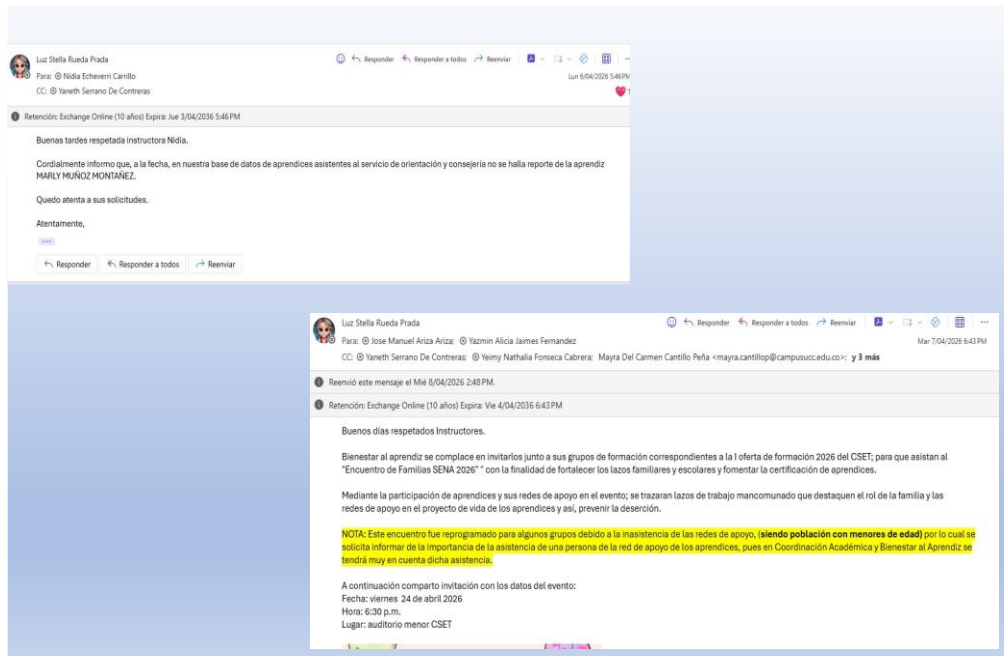 Luz Stella Rueda Prada
Responder Responder a todos Reenviar
Para: Nidia Echeverri Carrillo
Lun 6/04/2026 5:46PM
CC: Yaneth Serrano De Contreras
Retención: Exchange Online (10 años) Expira: Jue 3/04/2036 5:46 PM
Buenas tardes respetada instructora Nidia.
Cordialmente informo que, a la fecha, en nuestra base de datos de aprendices asistentes al servicio de orientación y consejería no se halla reporte de la aprendiz
MARLY MUÑOZ MONTAÑEZ.
Quedo atenta a sus solicitudes.
Atentamente,
Responder Responder a todos Reenviar
Luz Stella Rueda Prada
Responder Responder a todos Reenviar
Para: Jose Manuel Ariza Ariza; Yazmin Alicia Jaimes Fernandez
Mar 7/04/2026 6:43 PM
CC: Yaneth Serrano De Contreras; Yeimy Nathalia Fonseca Cabrera; Mayra Del Carmen Cantillo Peña <mayra.cantillop@campusucc.edu.co>; y 3 más
Reenvió este mensaje el Mié 8/04/2026 2:48 PM.
Retención: Exchange Online (10 años) Expira: Vie 4/04/2036 6:43 PM
Buenos días respetados Instructores.
Bienestar al aprendiz se complace en invitarlos junto a sus grupos de formación correspondientes a la I oferta de formación 2026 del CSET; para que asistan al
"Encuentro de Familias SENA 2026" " con la finalidad de fortalecer los lazos familiares y escolares y fomentar la certificación de aprendices.
Mediante la participación de aprendices y sus redes de apoyo en el evento; se trazaran lazos de trabajo mancomunado que destaquen el rol de la familia y las
redes de apoyo en el proyecto de vida de los aprendices y así, prevenir la deserción.
NOTA: Este encuentro fue reprogramado para algunos grupos debido a la inasistencia de las redes de apoyo, (siendo población con menores de edad) por lo cual se
solicita informar de la importancia de la asistencia de una persona de la red de apoyo de los aprendices, pues en Coordinación Académica y Bienestar al Aprendiz se
tendrá muy en cuenta dicha asistencia.
A continuación comparto invitación con los datos del evento:
Fecha: viernes 24 de abril 2026
Hora: 6:30 p.m.
Lugar: auditorio menor CSET